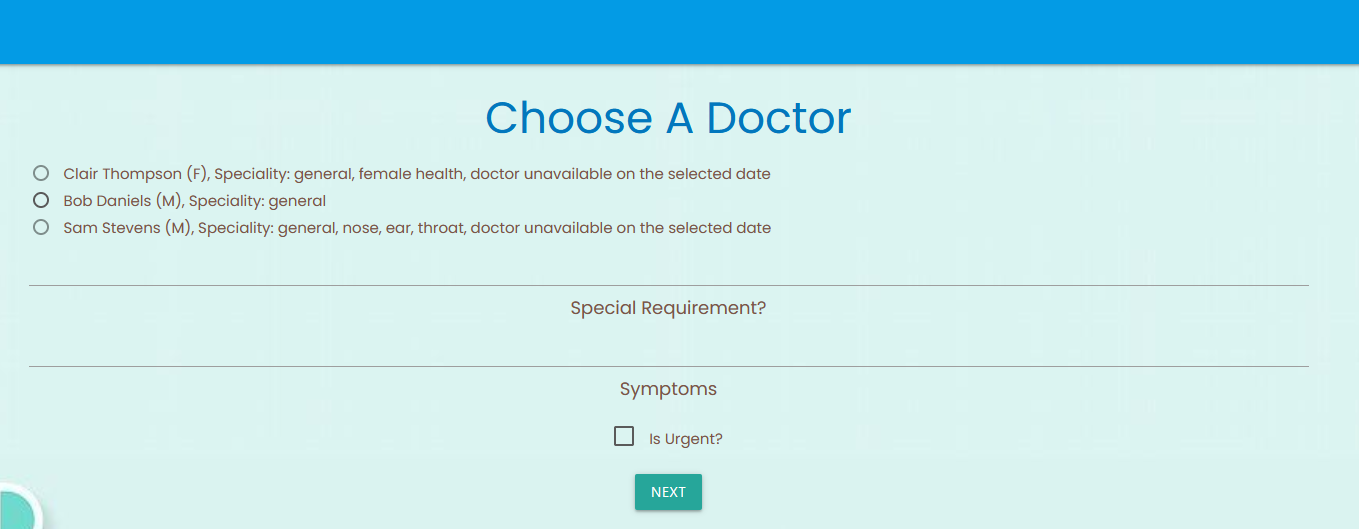 Choose A Doctor
Clair Thompson (F), Speciality: general, female health, doctor unavailable on the selected date
Bob Daniels (M), Speciality: general
Sam Stevens (M), Speciality: general, nose, ear, throat, doctor unavailable on the selected date
Special Requirement?
Symptoms
Is Urgent?
NEXT